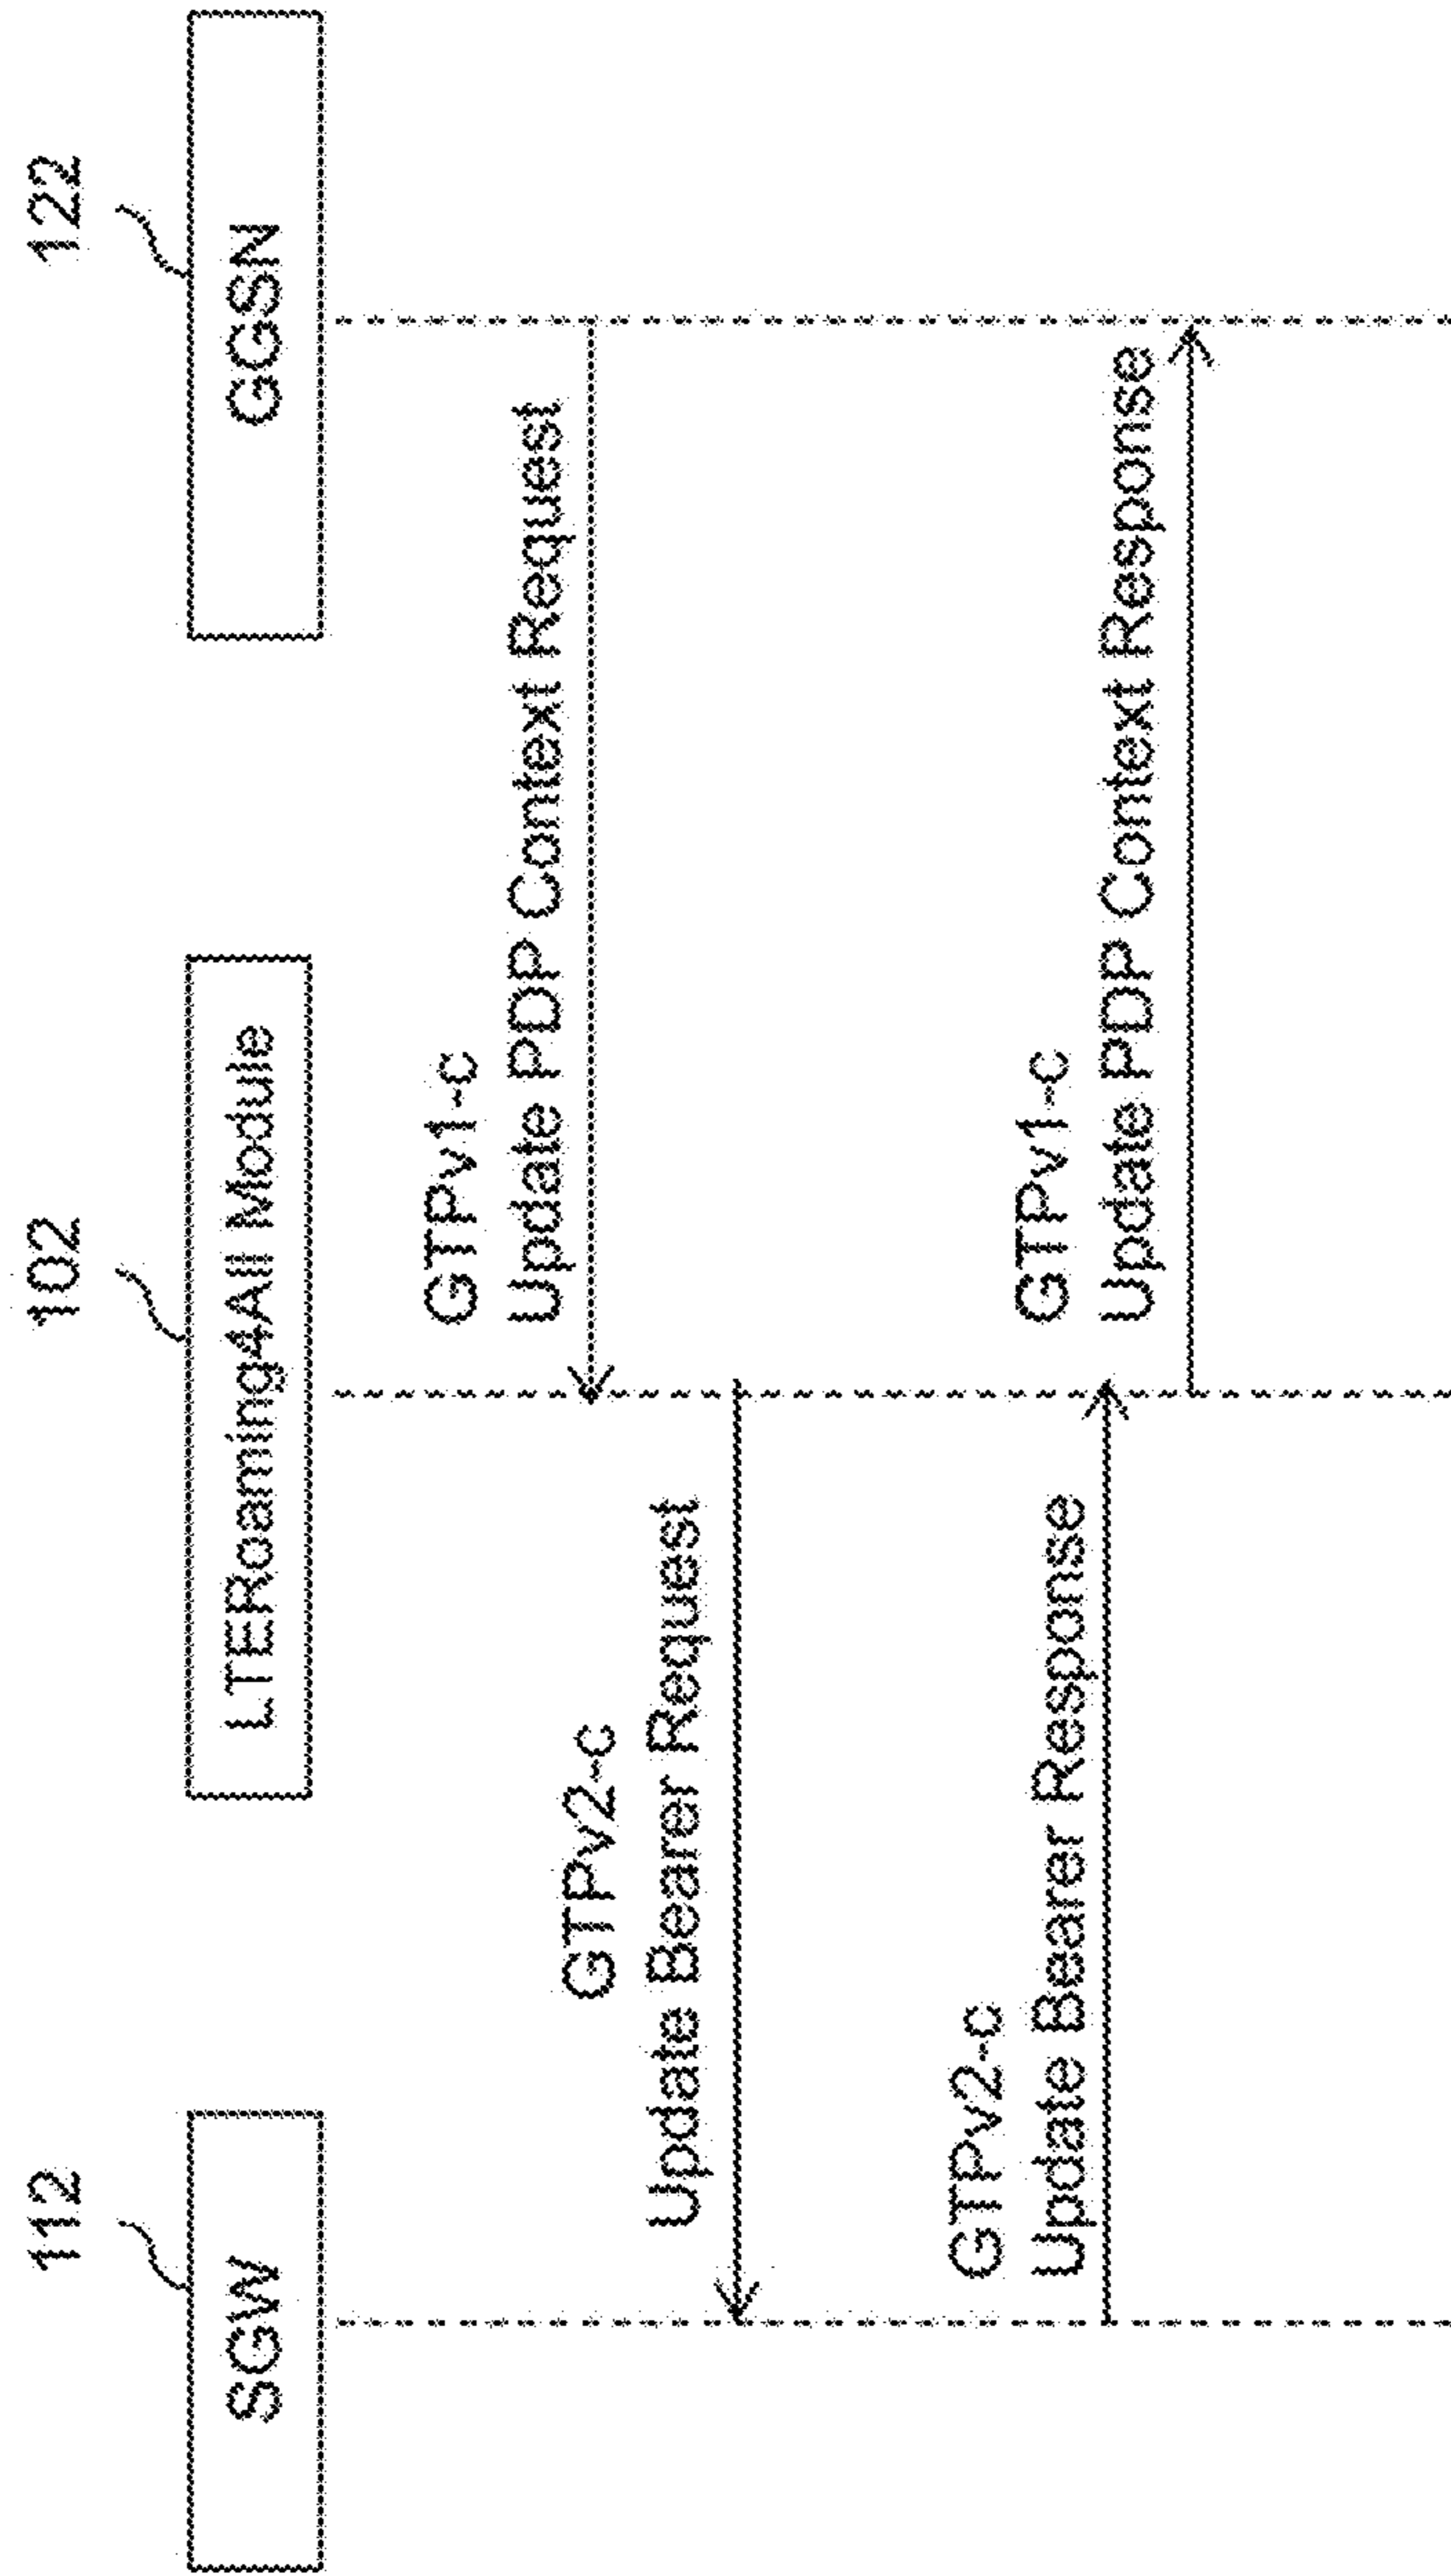 112
102
122
SGW
LTERoaming4All Module
GGSN
GTPv1-c
Update PDP Context Request
GTPv2-c
Update Bearer Request
GTPv2-c
Update Bearer Response
GTPv1-c
Update PDP Context Response